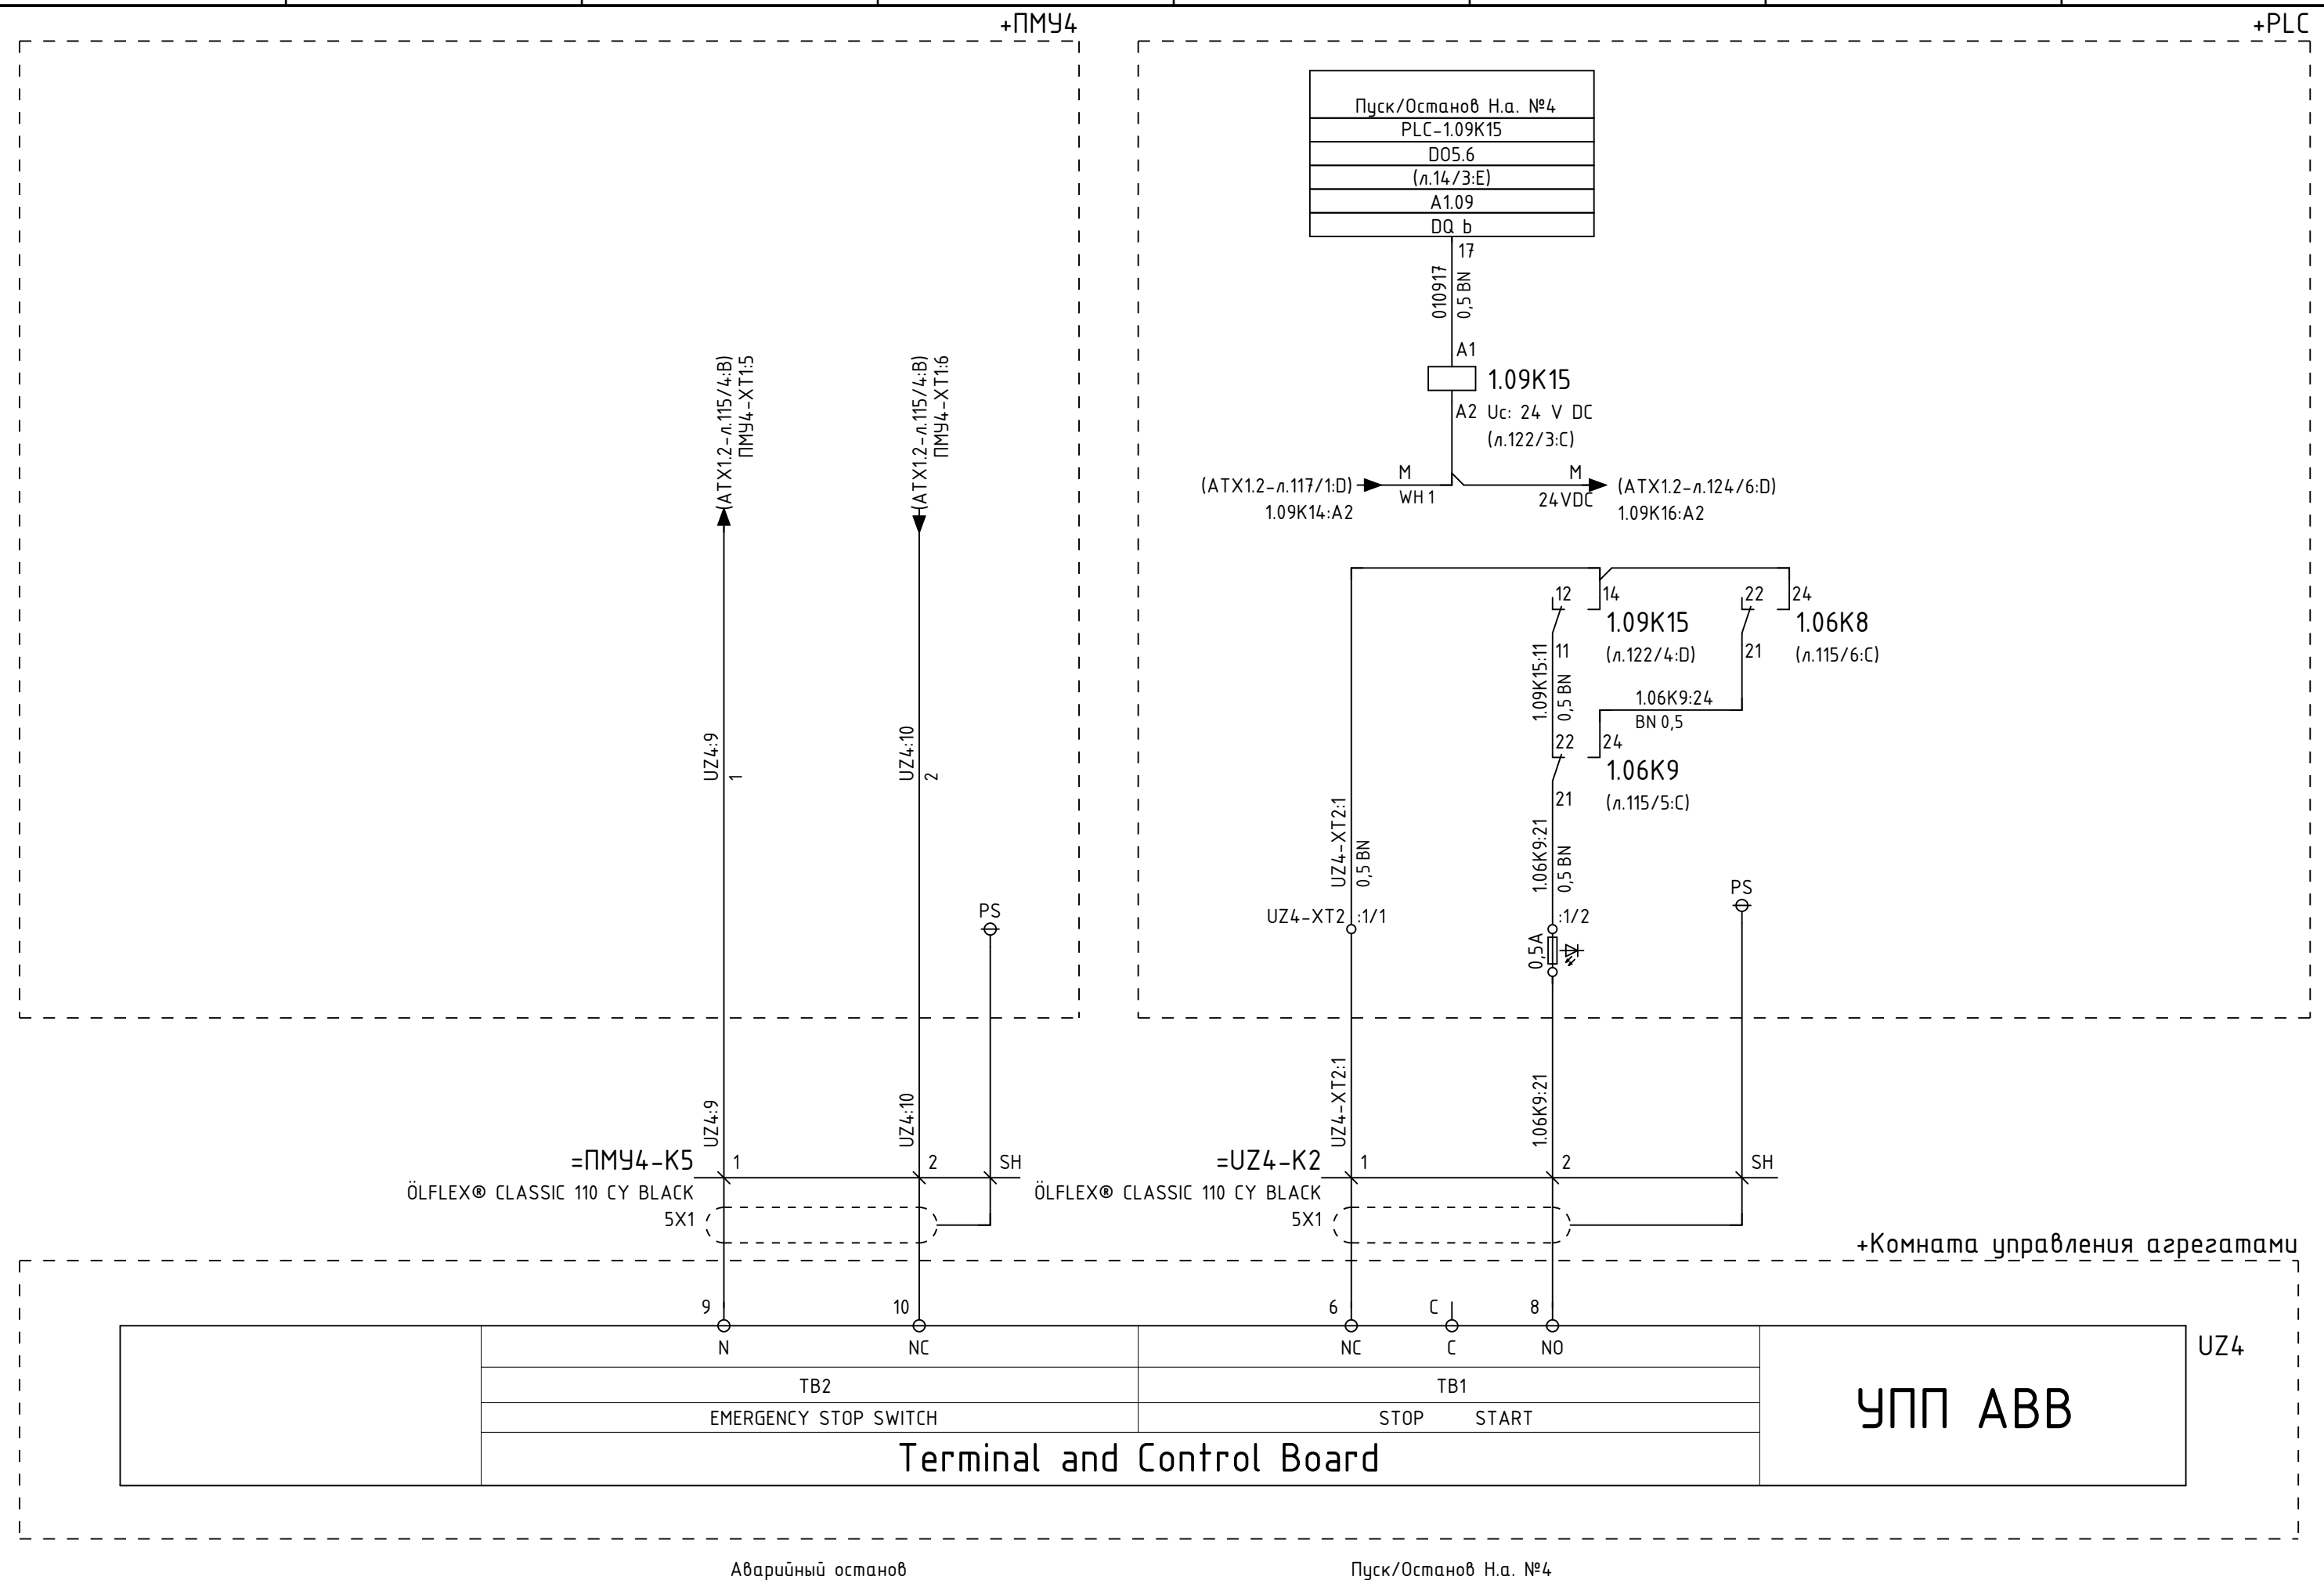 +ПМУ4
+PLC
Пуск/Останов Н.а. №4
PLC-1.09K15
DO5.6
(л.14/3:E)
A1.09
DQ b
17
010917
0,5 BN
A1
1.09K15
A2 Uc: 24 V DC
(л.122/3:C)
(ATX1.2-л.117/1:D)
1.09K14:A2
M
WH 1
M
24VDC
(ATX1.2-л.124/6:D)
1.09K16:A2
(ATX1.2-л.115/4:B)
ПМУ4-XT1:5
(ATX1.2-л.115/4:B)
ПМУ4-XT1:6
12
14
1.09K15
(л.122/4:D)
11
22
24
1.06K8
(л.115/6:C)
21
1.09K15:11
0,5 BN
1.06K9:24
BN 0,5
22
24
1.06K9
(л.115/5:C)
21
UZ4:9
1
UZ4:10
2
UZ4-XT2:1
0,5 BN
1.06K9:21
0,5 BN
PS
PS
UZ4-XT2
:1/1
:1/2
0,5A
UZ4:9
UZ4:10
UZ4-XT2:1
1.06K9:21
=ПМУ4-K5
1
2
SH
ÖLFLEX® CLASSIC 110 CY BLACK
5X1
=UZ4-K2
1
2
SH
ÖLFLEX® CLASSIC 110 CY BLACK
5X1
+Комната управления агрегатами
9
10
6
C
8
N
NC
NC
C
NO
UZ4
TB2
TB1
EMERGENCY STOP SWITCH
STOP START
УПП ABB
Terminal and Control Board
Аварийный останов
Пуск/Останов Н.а. №4